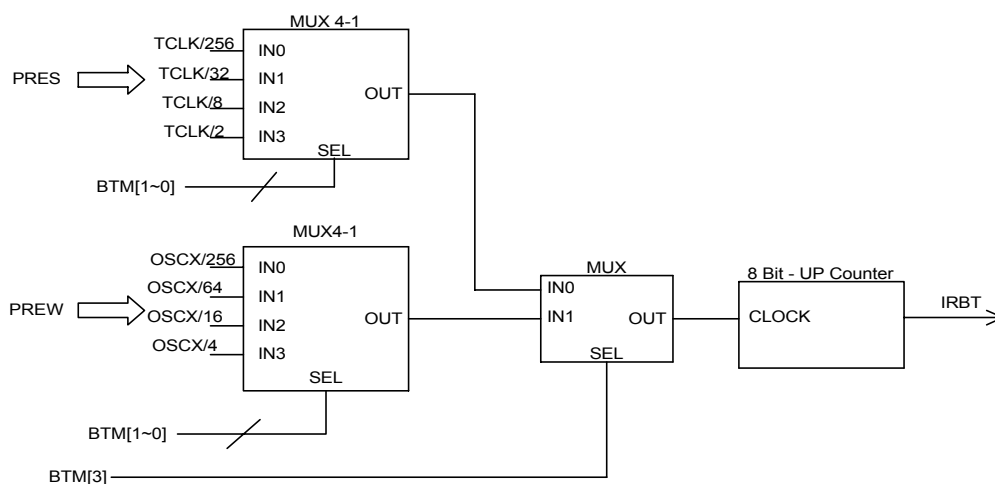 MUX 4-1
PRES
TCLK/256
TCLK/32
TCLK/8
TCLK/2
IN0
IN1
IN2
IN3
OUT
SEL
BTM[1~0]
MUX4-1
PREW
OSCX/256
OSCX/64
OSCX/16
OSCX/4
IN0
IN1
IN2
IN3
OUT
SEL
BTM[1~0]
BTM[3]
MUX
IN0
IN1
OUT
SEL
8 Bit - UP Counter
CLOCK
IRBT